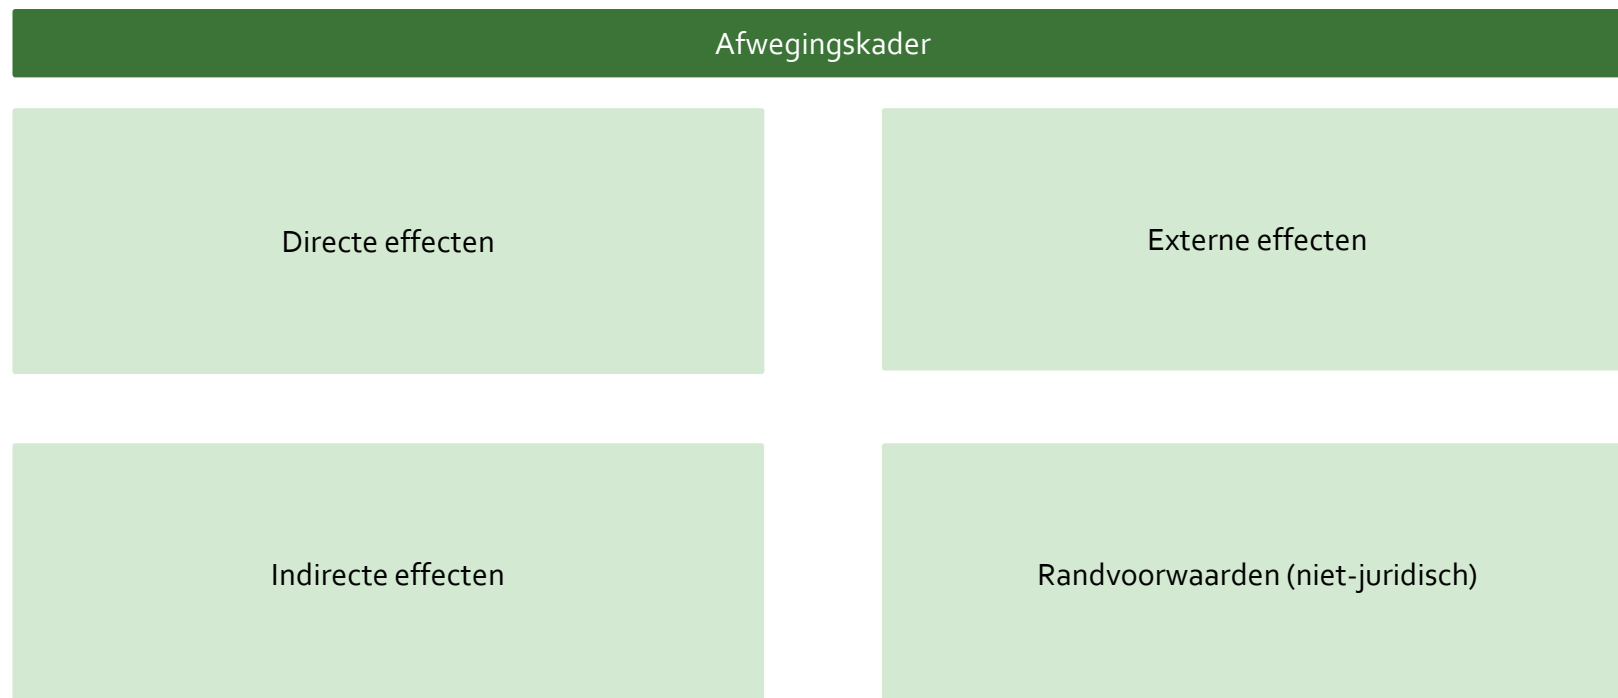 Afwegingskader
Directe effecten
Externe effecten
Indirecte effecten
Randvoorwaarden (niet-juridisch)